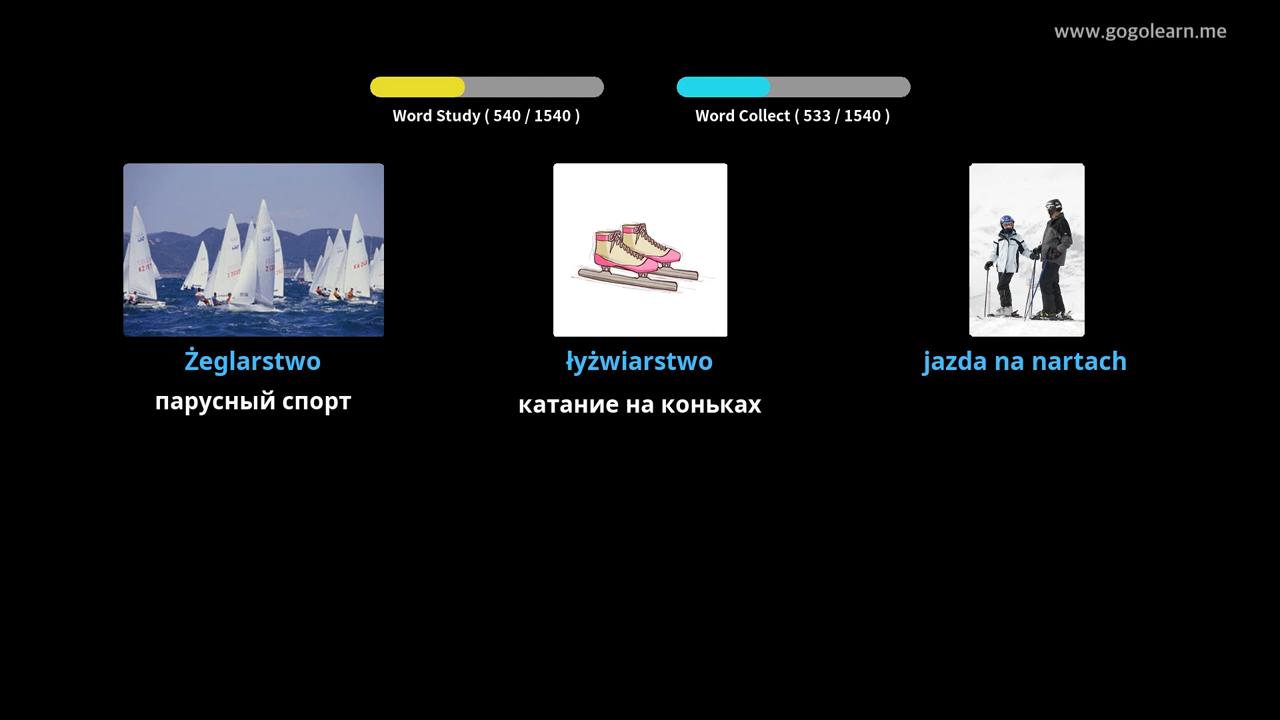 www.gogolearn.me
Word Study ( 540 / 1540 )
Word Collect ( 533 / 1540 )
Żeglarstwo
парусный спорт
łyżwiarstwo
катание на коньках
jazda na nartach